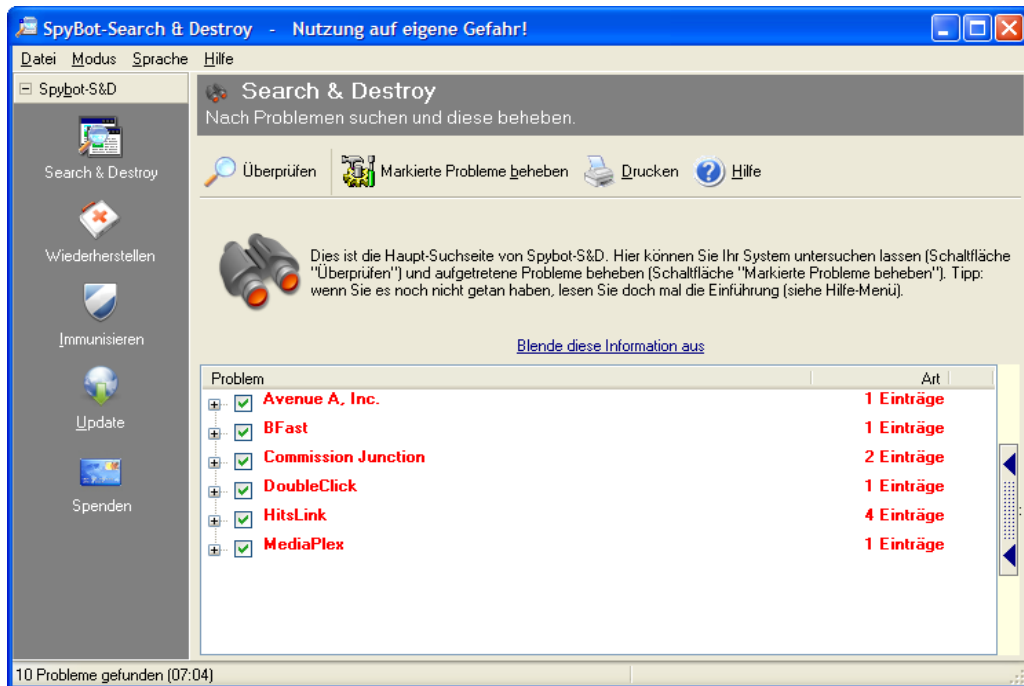 SpyBot-Search & Destroy - Nutzung auf eigene Gefahr!
Datei Modus Sprache Hilfe
Spybot-S&D
Search & Destroy
Wiederherstellen
Immunisieren
Update
Spenden
Search & Destroy
Nach Problemen suchen und diese beheben.
Überprüfen Markierte Probleme beheben Drucken Hilfe
Dies ist die Haupt-Suchseite von Spybot-S&D. Hier können Sie Ihr System untersuchen lassen (Schaltfläche
"Überprüfen") und aufgetretene Probleme beheben (Schaltfläche "Markierte Probleme beheben"). Tipp:
wenn Sie es noch nicht getan haben, lesen Sie doch mal die Einführung (siehe Hilfe-Menü).
Blende diese Information aus
Problem Art
Avenue A, Inc. 1 Einträge
BFast 1 Einträge
Commission Junction 2 Einträge
DoubleClick 1 Einträge
HitsLink 4 Einträge
MediaPlex 1 Einträge
10 Probleme gefunden (07:04)